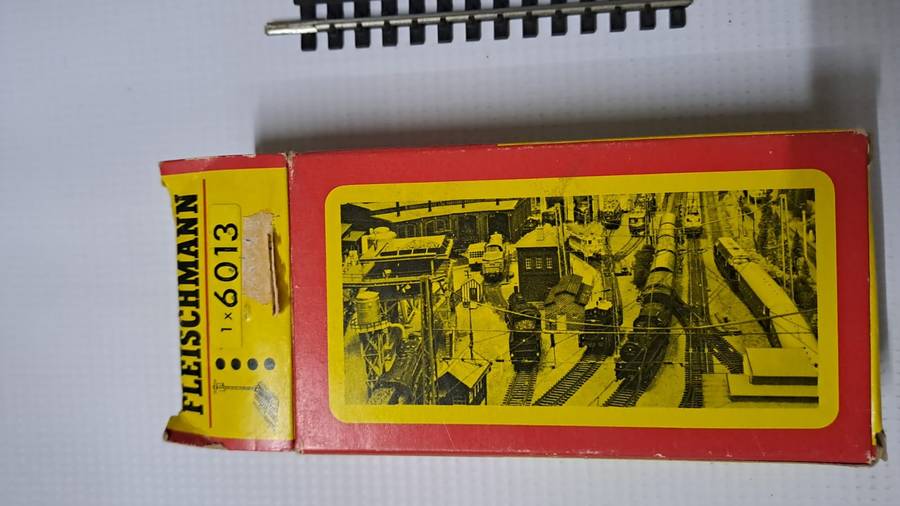 FLEISCHMANN
1 x 6013